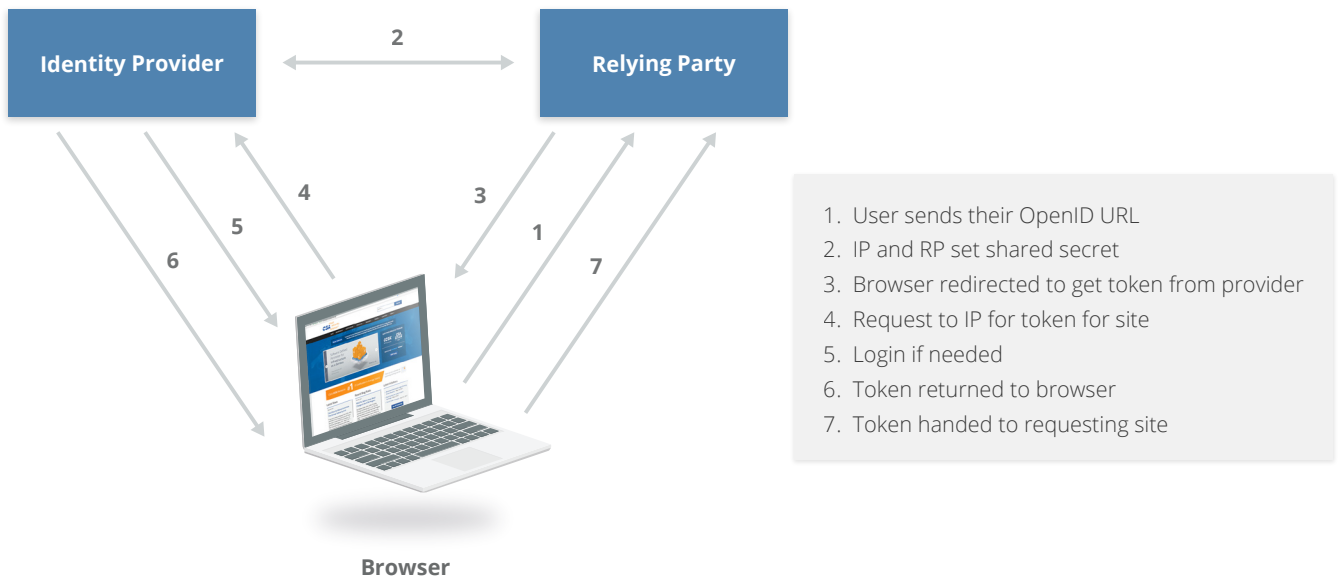 Identity Provider
2
Relying Party
4
3
5
1
6
7
1. User sends their OpenID URL
2. IP and RP set shared secret
3. Browser redirected to get token from provider
4. Request to IP for token for site
5. Login if needed
6. Token returned to browser
7. Token handed to requesting site
Browser